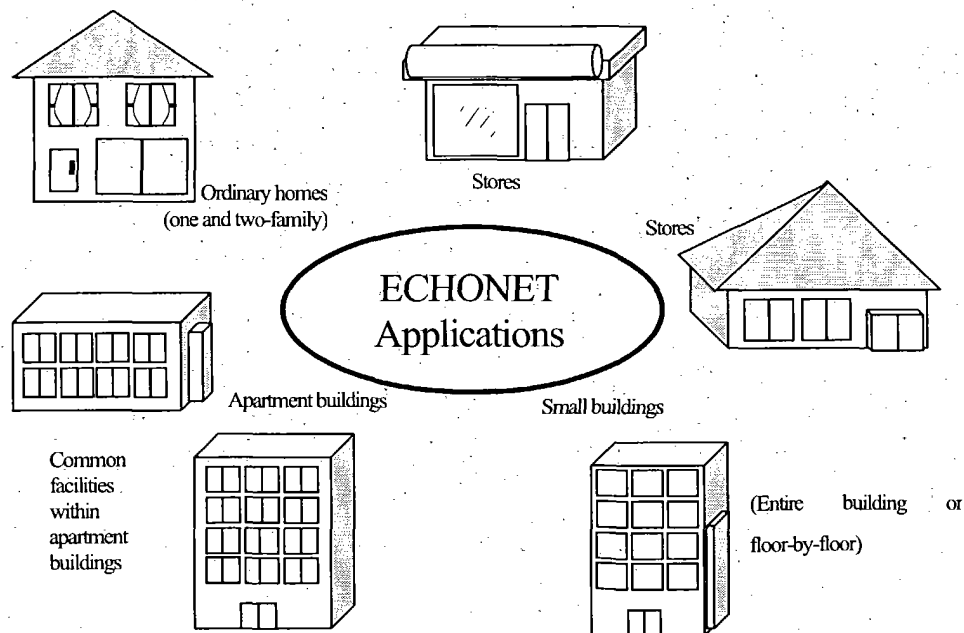 Ordinary homes
(one and two-family)
Stores
Stores
ECHONET
Applications
Apartment buildings
Small buildings
Common
facilities
within
apartment
buildings
(Entire building or
floor-by-floor)